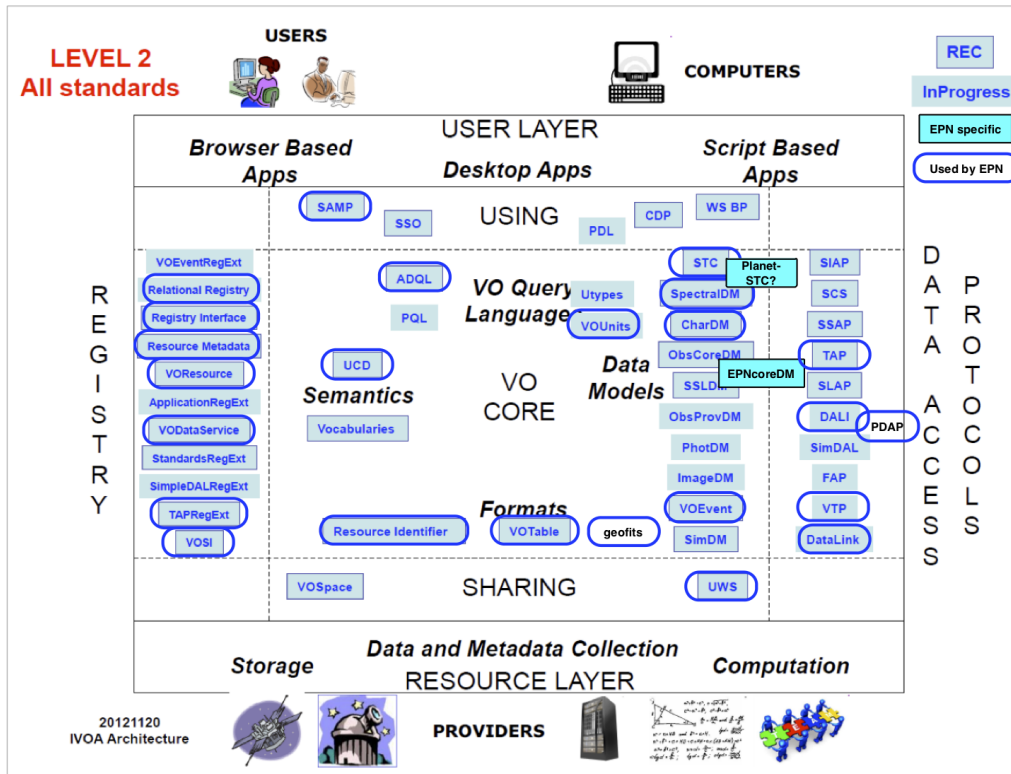 LEVEL 2
All standards
USERS
COMPUTERS
REC
InProgress
EPN specific
Used by EPN
USER LAYER
Browser Based
Apps
Desktop Apps
Script Based
Apps
SAMP
SSO
USING
PDL
CDP
WS BP
REGISTRY
VOEventRegExt
Relational Registry
Registry Interface
Resource Metadata
VOResource
ApplicationRegExt
VODataService
StandardsRegExt
SimpleDALRegExt
TAPRegExt
VOSI
ADQL
PQL
VO Query
Languages
UCD
Semantics
Vocabularies
VO
CORE
Utypes
VOUnits
Data
Models
Formats
Resource Identifier
VOTable
geofits
STC
Planet-
STC?
SpectralDM
CharDM
ObsCoreDM
EPNcoreDM
SSLDM
ObsProvDM
PhotDM
ImageDM
VOEvent
SimDM
SIAP
SCS
SSAP
TAP
SLAP
DALI
PDAP
SimDAL
FAP
VTP
DataLink
DATA ACCESS
PROTOCOLS
VOSpace
SHARING
UWS
Data and Metadata Collection
Storage
Computation
RESOURCE LAYER
20121120
IVOA Architecture
PROVIDERS